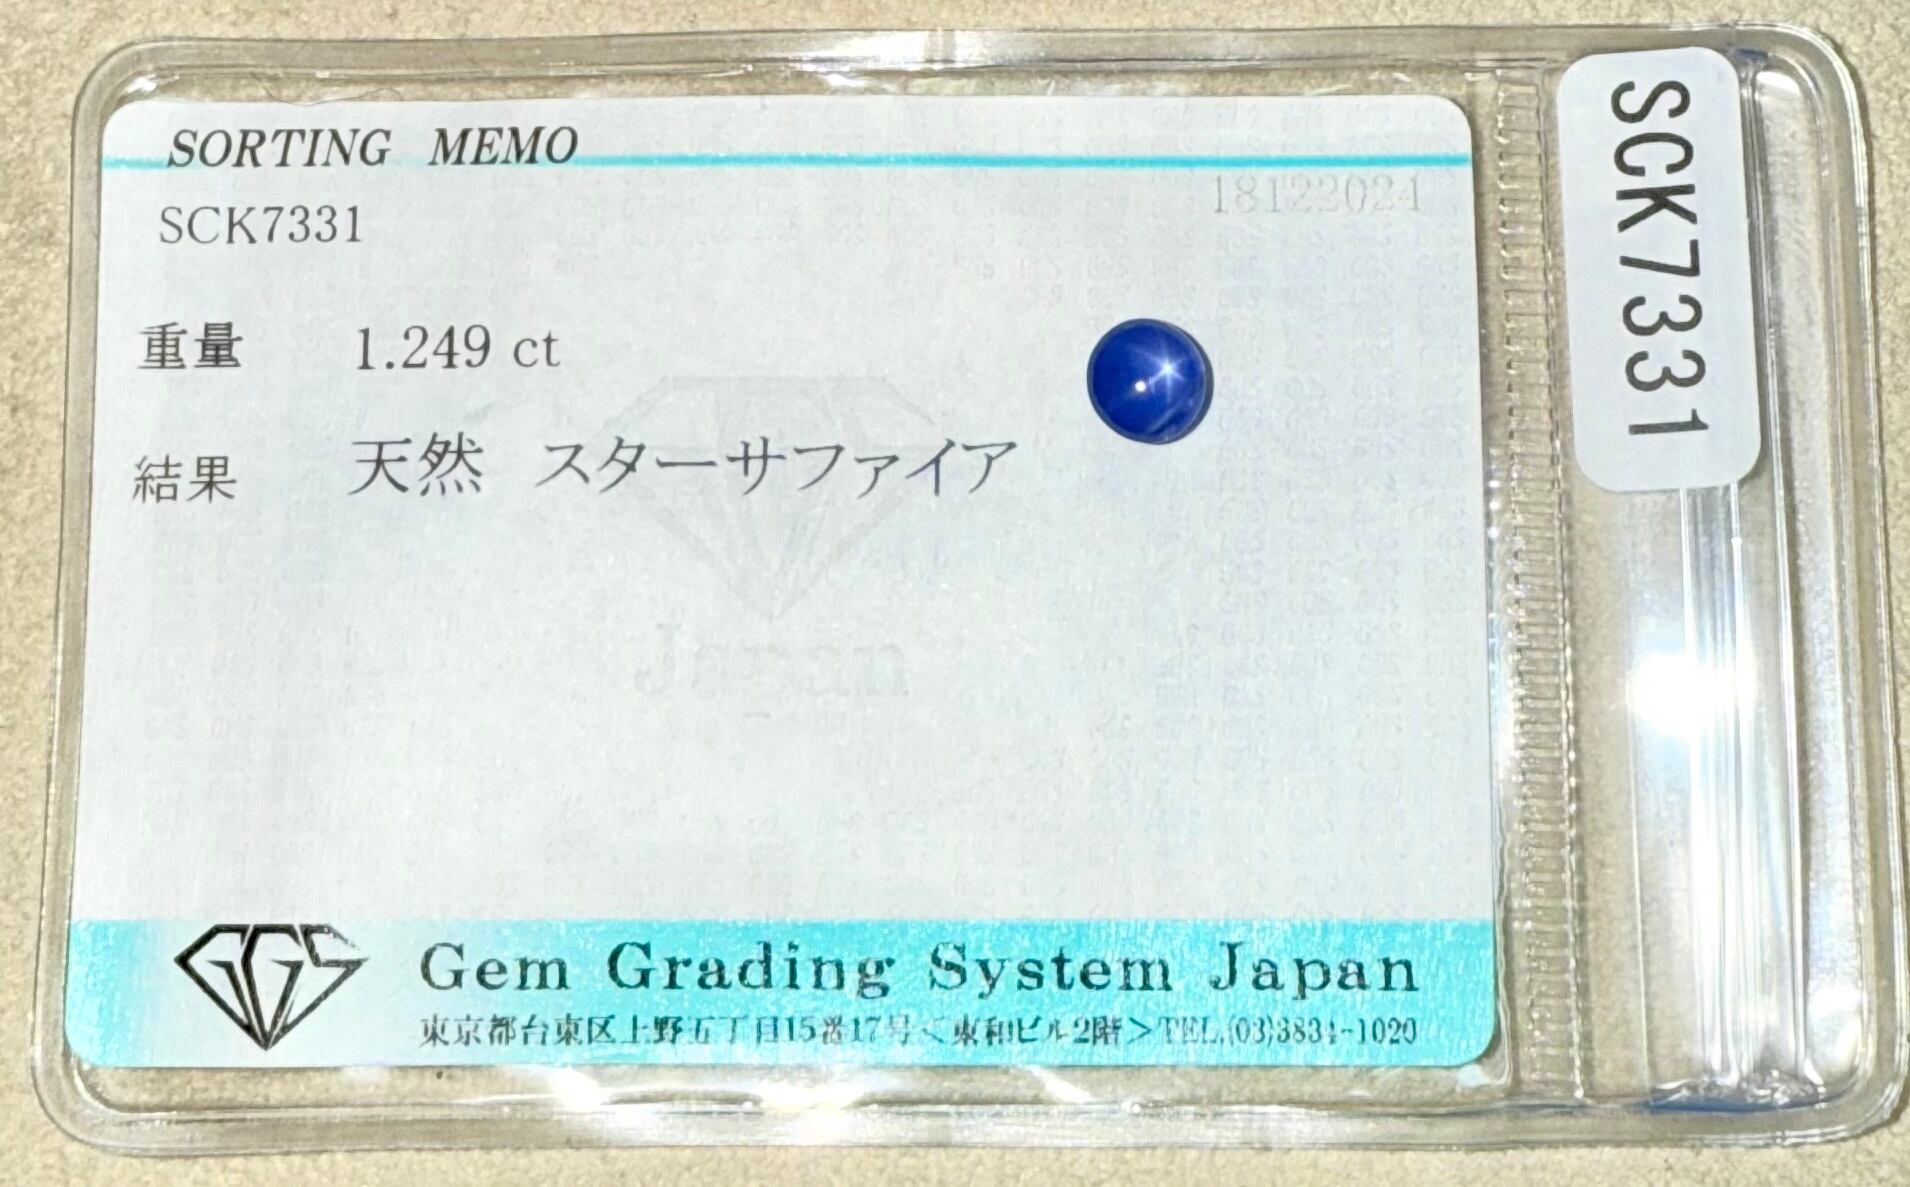 SORTING MEMO
18122024
SCK7331
重量 1.249 ct
結果 天然 スターサファイア
Japan
GGS
Gem Grading System Japan
東京都台東区上野五丁目15番17号<東和ビル2階>TEL.(03)3834-1020
SCK7331